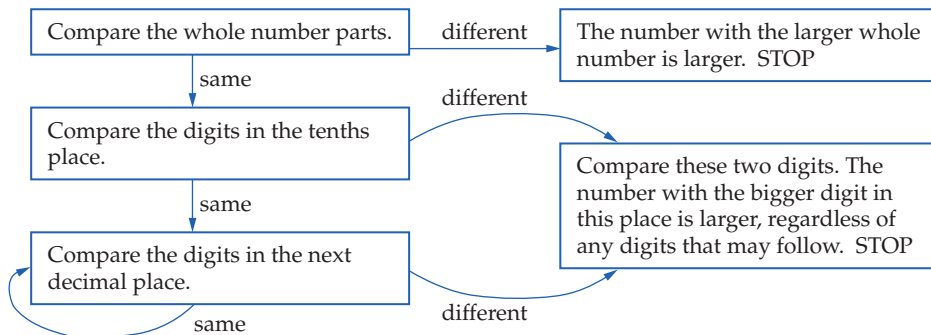 Compare the whole number parts.
different
The number with the larger whole
number is larger. STOP
same
Compare the digits in the tenths
place.
different
Compare these two digits. The
number with the bigger digit in
this place is larger, regardless of
any digits that may follow. STOP
same
Compare the digits in the next
decimal place.
different
same